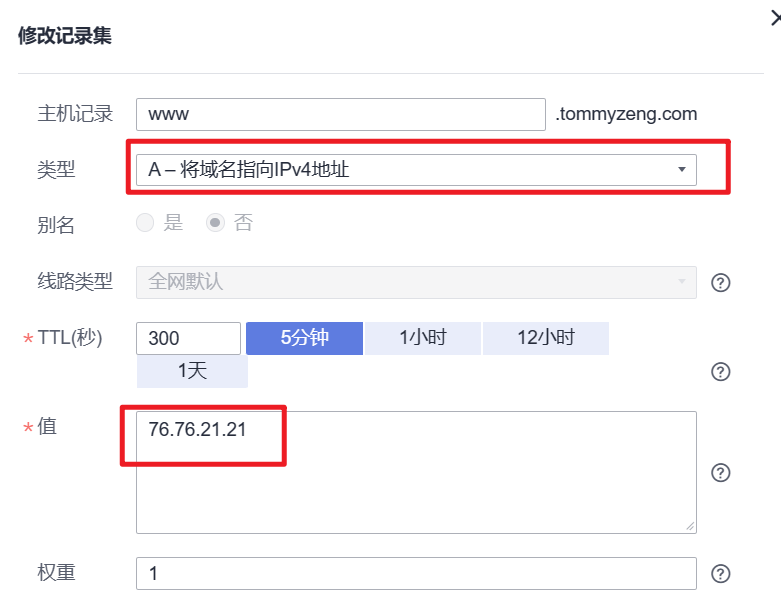 修改记录集
主机记录 www .tommyzeng.com
类型 A – 将域名指向IPv4地址
别名 是 否
线路类型 全网默认
* TTL(秒) 300 5分钟 1小时 12小时
1天
* 值 76.76.21.21
权重 1